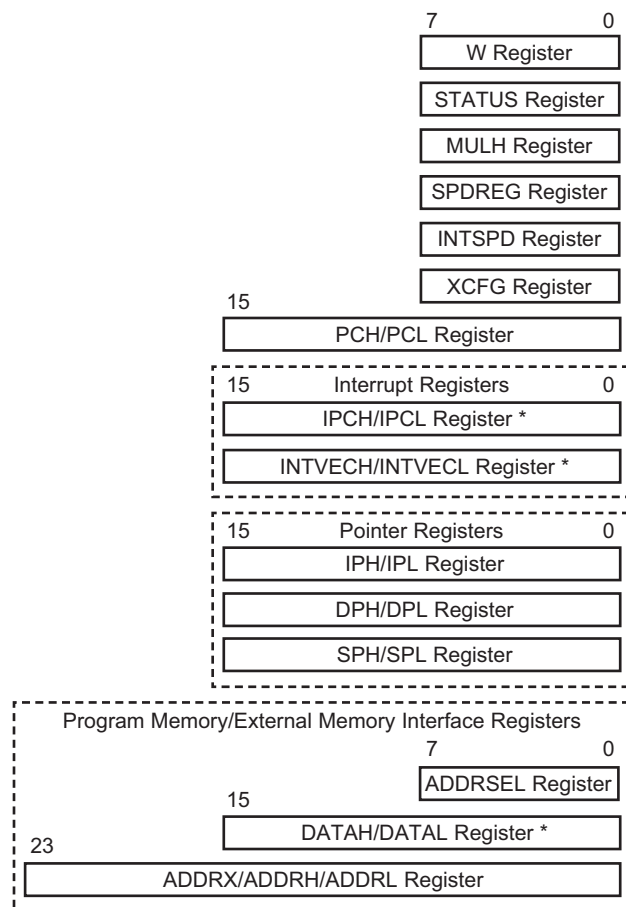 7 0
W Register
STATUS Register
MULH Register
SPDREG Register
INTSPD Register
XCFG Register
15
PCH/PCL Register
15 Interrupt Registers 0
IPCH/IPCL Register *
INTVECH/INTVECL Register *
15 Pointer Registers 0
IPH/IPL Register
DPH/DPL Register
SPH/SPL Register
Program Memory/External Memory Interface Registers
7 0
ADDRSEL Register
15
DATAH/DATAL Register *
23
ADDRX/ADDRH/ADDRL Register